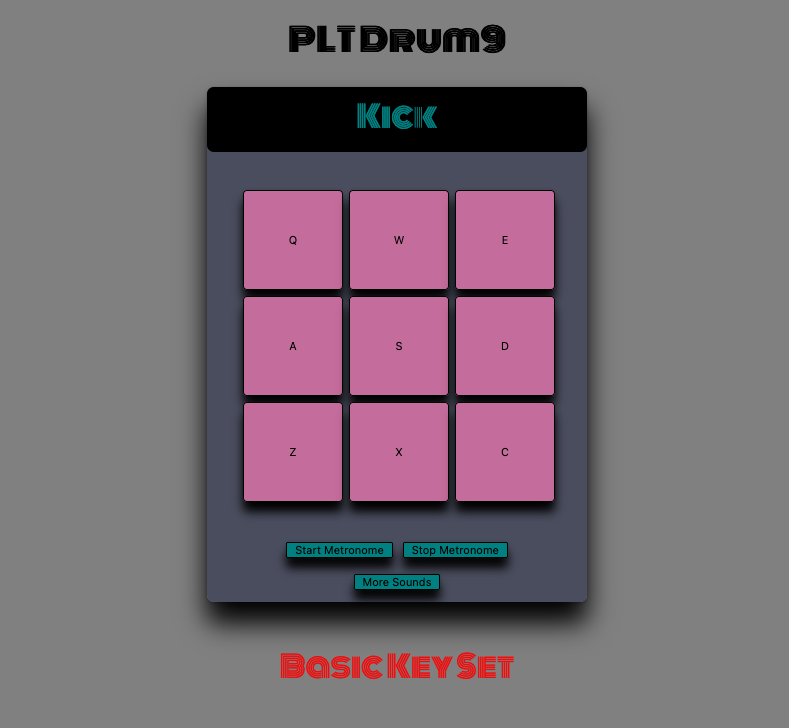 PLTDrum9
Kick
Q W E
A S D
Z X C
Start Metronome Stop Metronome
More Sounds
Basic Key Set